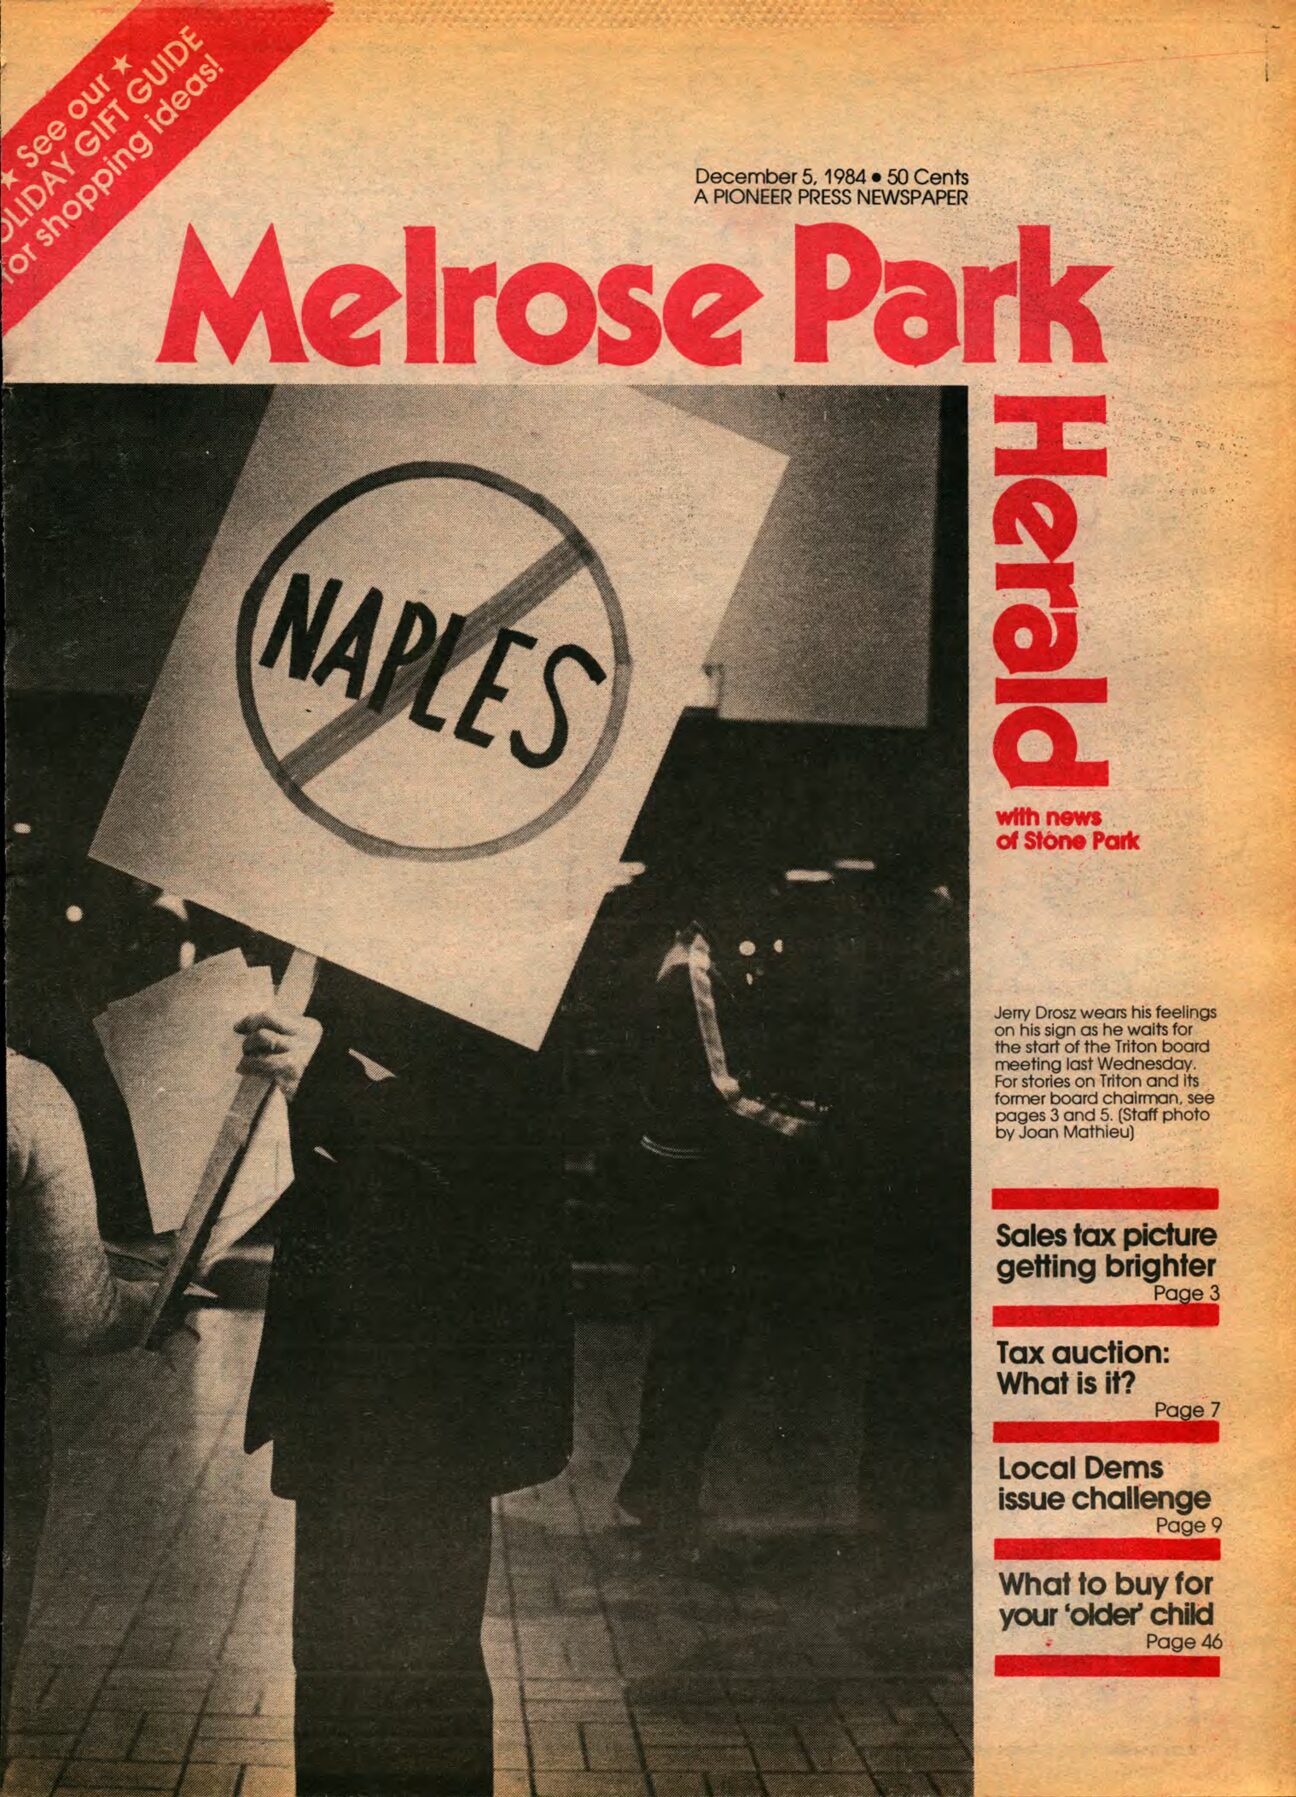 ★ See our ★
OLIDAY GIFT GUIDE
for shopping ideas!
December 5, 1984 • 50 Cents
A PIONEER PRESS NEWSPAPER
Melrose Park
Herald
with news
of Stone Park
NAPLES
Jerry Drosz wears his feelings
on his sign as he waits for
the start of the Triton board
meeting last Wednesday.
For stories on Triton and its
former board chairman, see
pages 3 and 5. (Staff photo
by Joan Mathieu)
Sales tax picture
getting brighter
Page 3
Tax auction:
What is it?
Page 7
Local Dems
issue challenge
Page 9
What to buy for
your 'older' child
Page 46